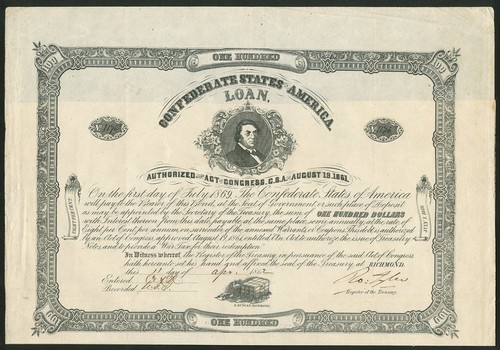 ONE HUNDRED
CONFEDERATE STATES AMERICA.
LOAN.
100
100
AUTHORIZED ACT OF CONGRESS, C.S.A. OF AUGUST 19, 1861.
On the first day of July 1869, The Confederate States of America
will pay to the Bearer of this Bond, at the Seat of Government or such place of Deposit
as may be appointed by the Secretary of the Treasury, the sum of ONE HUNDRED DOLLARS
with Interest thereon from this date, payable at the same place, semi annually, at the rate of
Eight per Cent per annum, on surrender of the annexed Warrants or Coupons. This debt is authorized
by an Act of Congress approved August 19, 1861, entitled An Act to authorize the issue of Treasury
Notes, and to provide a War Tax for their redemption.
In Witness whereof, The Register of the Treasury, in pursuance of the said Act of Congress
hath hereunto set his hand and affixed the seal of the Treasury at RICHMOND.
this day of Apr. 1862
Entered
Recorded
Ro. Tyler
Register of the Treasury
ONE HUNDRED